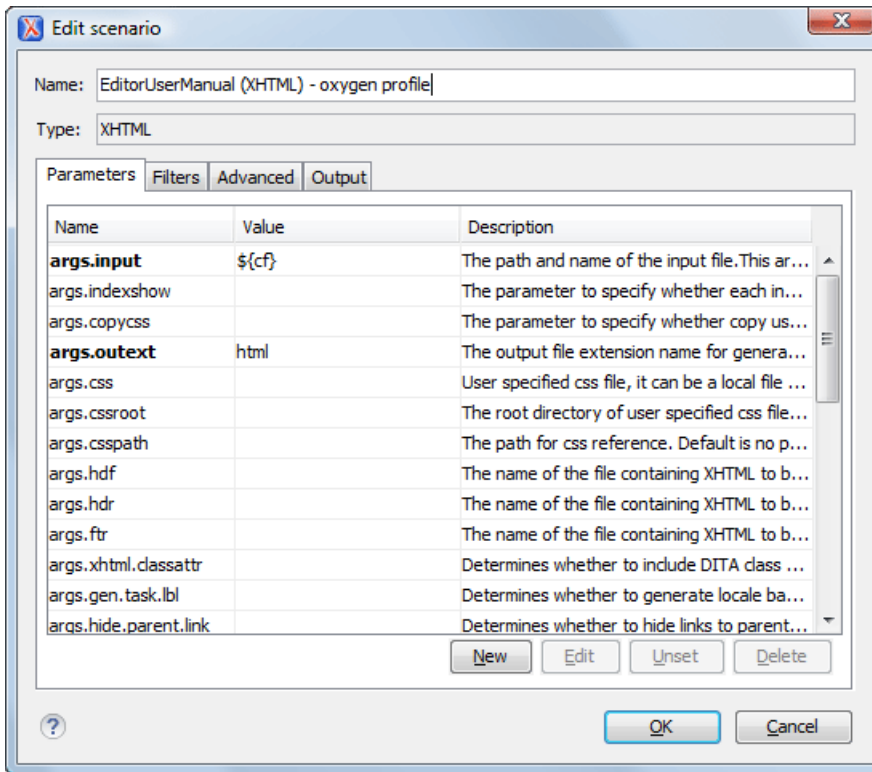 Edit scenario
Name: EditorUserManual (XHTML) - oxygen profile
Type: XHTML
Parameters Filters Advanced Output
Name Value Description
args.input ${cf} The path and name of the input file.This ar...
args.indexshow The parameter to specify whether each in...
args.copycss The parameter to specify whether copy us...
args.outext html The output file extension name for genera...
args.css User specified css file, it can be a local file ...
args.cssroot The root directory of user specified css file...
args.csspath The path for css reference. Default is no p...
args.hdf The name of the file containing XHTML to b...
args.hdr The name of the file containing XHTML to b...
args.ftr The name of the file containing XHTML to b...
args.xhtml.classattr Determines whether to include DITA class ...
args.gen.task.lbl Determines whether to generate locale ba...
args.hide.parent.link Determines whether to hide links to parent...
New Edit Unset Delete
? OK Cancel